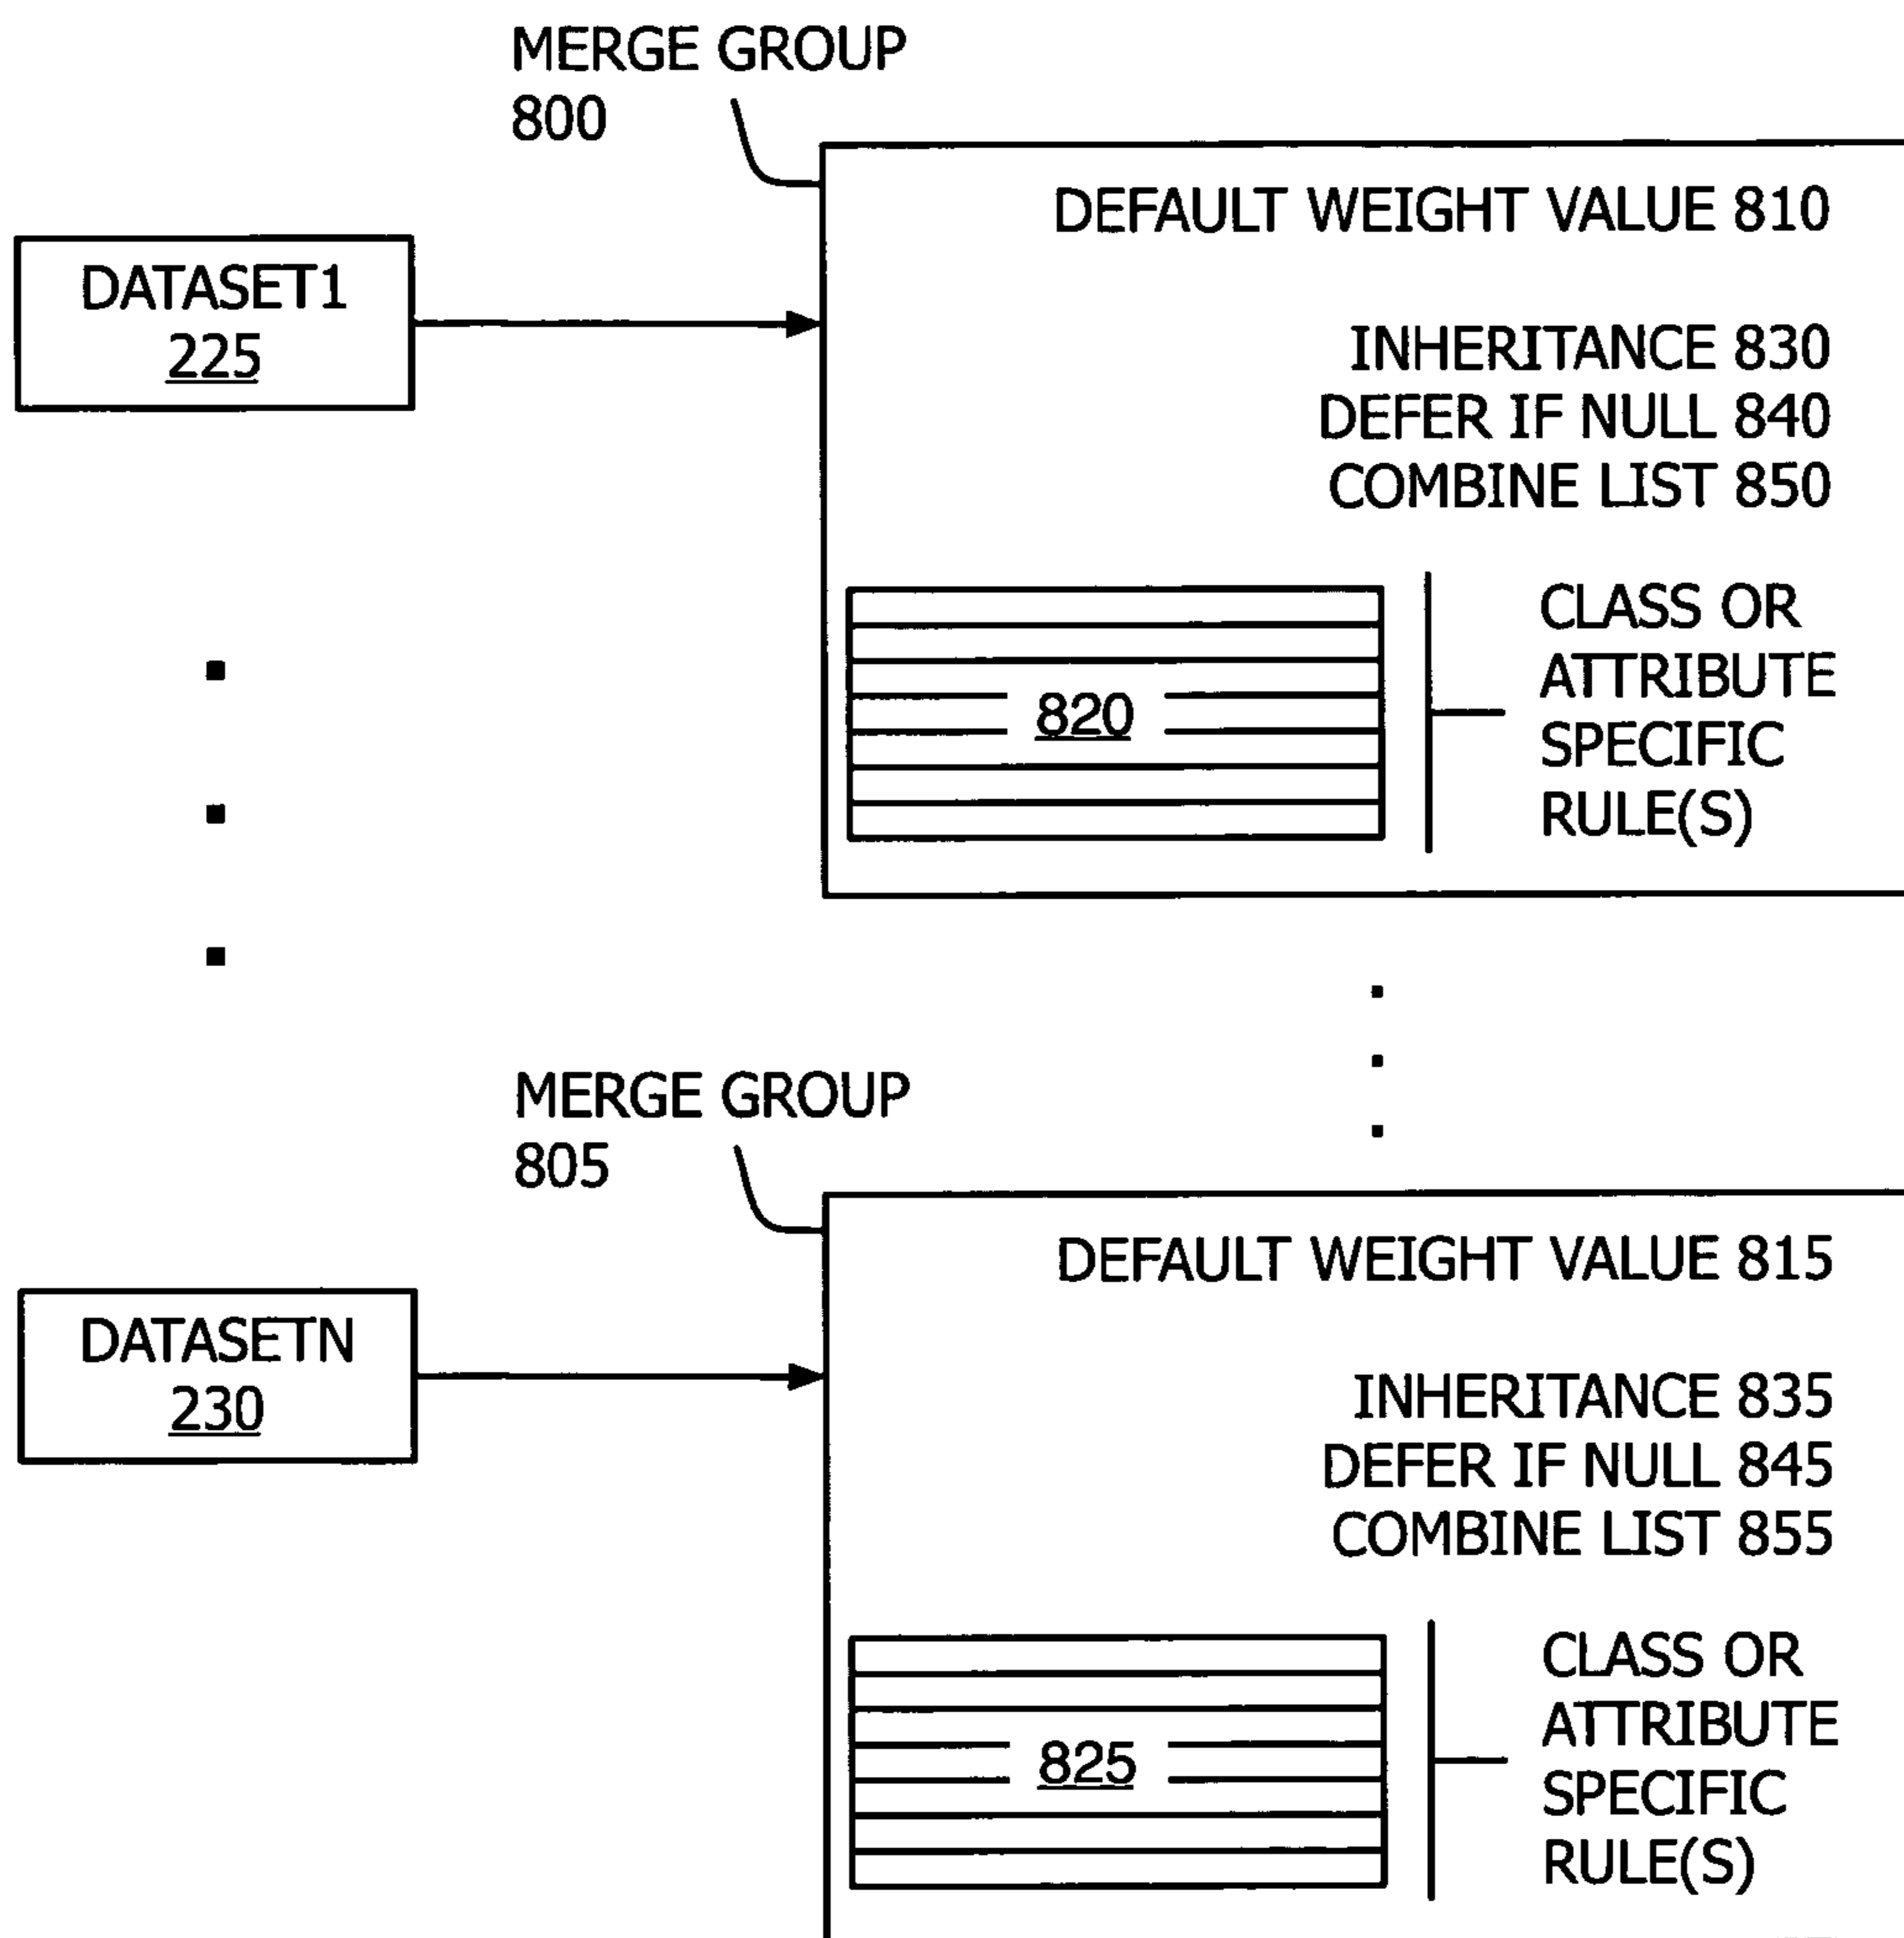 MERGE GROUP
800
DEFAULT WEIGHT VALUE 810
DATASET1
225
INHERITANCE 830
DEFER IF NULL 840
COMBINE LIST 850
820
CLASS OR
ATTRIBUTE
SPECIFIC
RULE(S)
MERGE GROUP
805
DEFAULT WEIGHT VALUE 815
DATASETN
230
INHERITANCE 835
DEFER IF NULL 845
COMBINE LIST 855
825
CLASS OR
ATTRIBUTE
SPECIFIC
RULE(S)